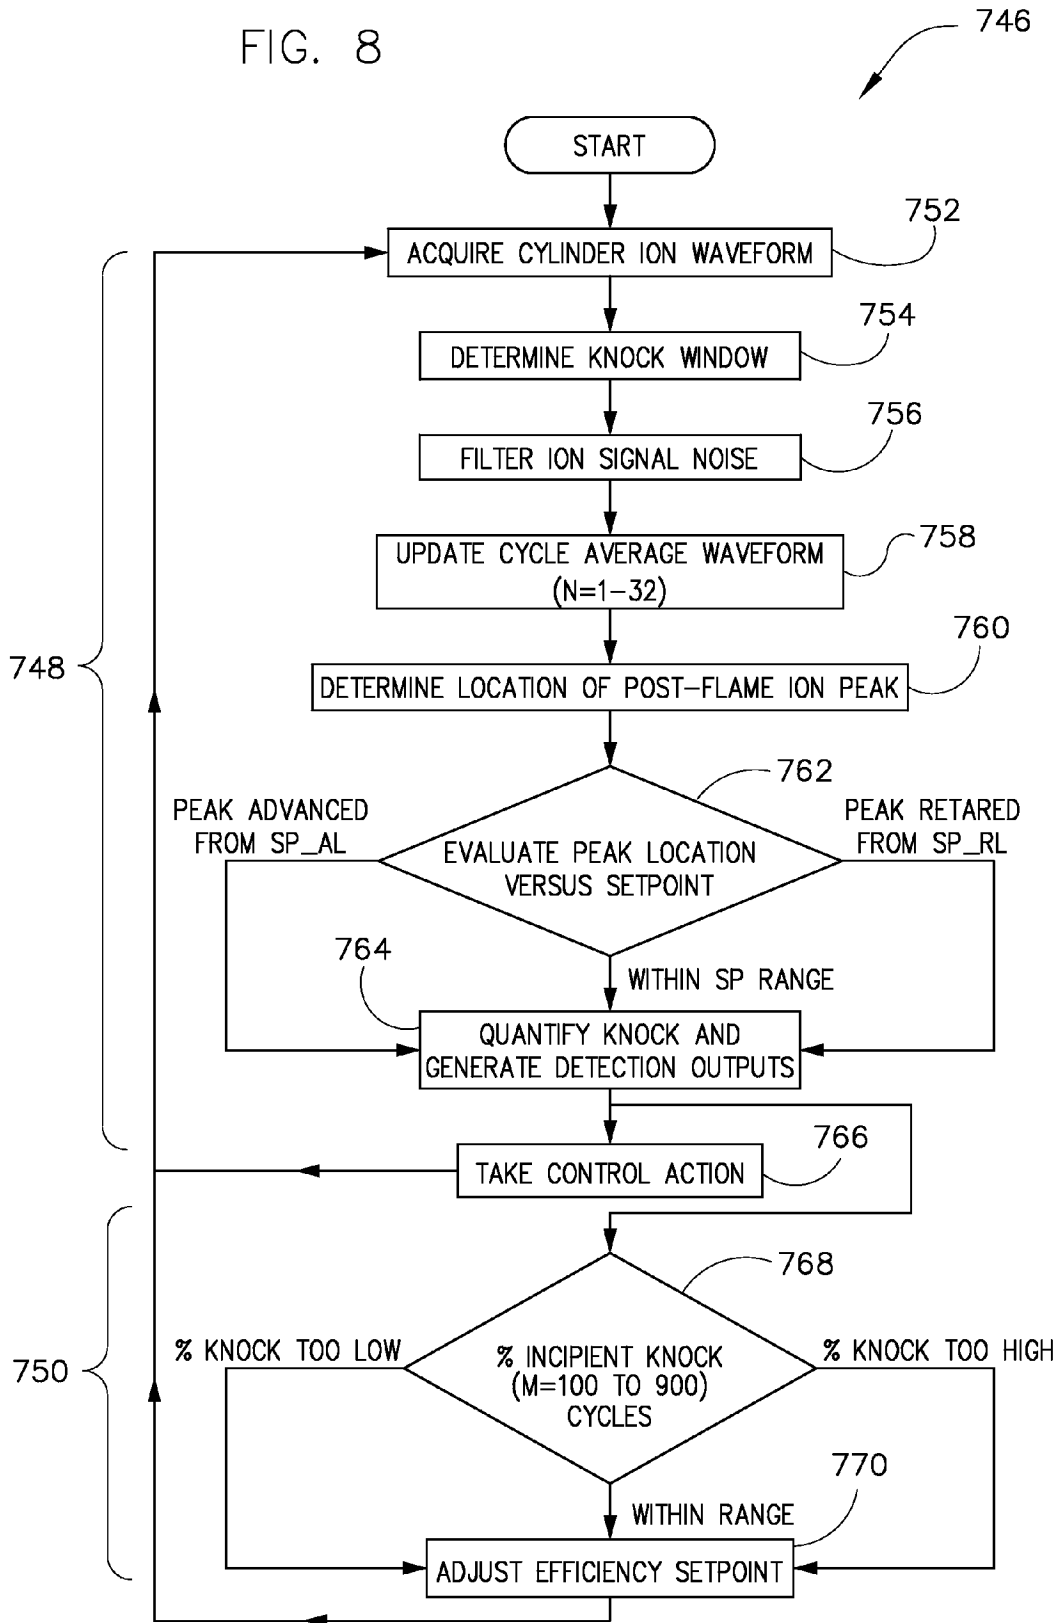 FIG. 8
746
START
752
ACQUIRE CYLINDER ION WAVEFORM
754
DETERMINE KNOCK WINDOW
756
FILTER ION SIGNAL NOISE
758
UPDATE CYCLE AVERAGE WAVEFORM
(N=1-32)
748
760
DETERMINE LOCATION OF POST-FLAME ION PEAK
762
PEAK ADVANCED
FROM SP_AL
PEAK RETARED
FROM SP_RL
EVALUATE PEAK LOCATION
VERSUS SETPOINT
764
WITHIN SP RANGE
QUANTIFY KNOCK AND
GENERATE DETECTION OUTPUTS
766
TAKE CONTROL ACTION
768
750
% KNOCK TOO LOW
% KNOCK TOO HIGH
% INCIPIENT KNOCK
(M=100 TO 900)
CYCLES
770
WITHIN RANGE
ADJUST EFFICIENCY SETPOINT